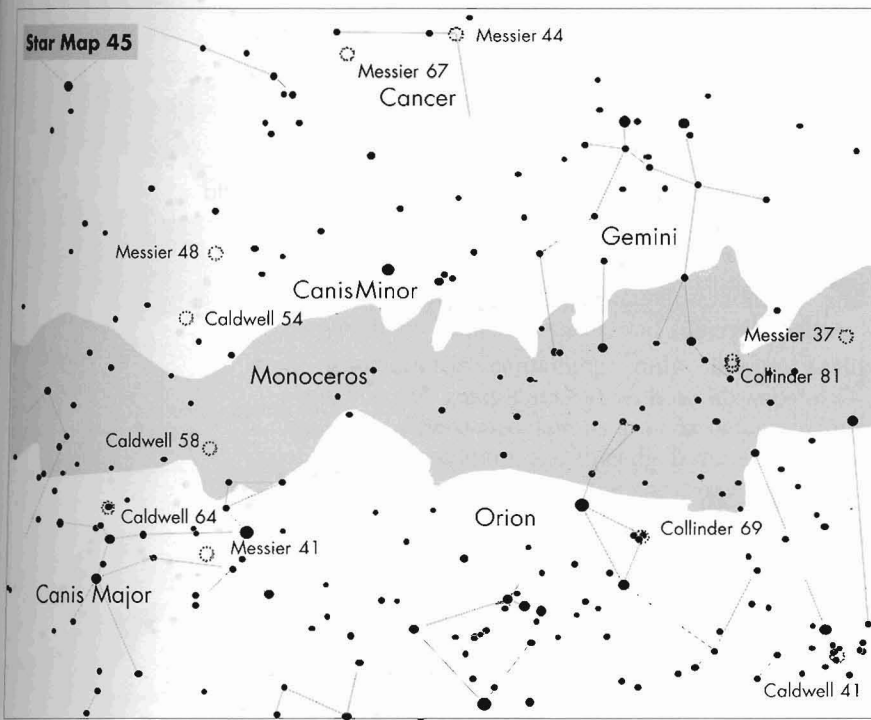 Star Map 45
Messier 44
Messier 67
Cancer
Gemini
Messier 48
CanisMinor
Caldwell 54
Messier 37
Monoceros
Collinder 81
Caldwell 58
Caldwell 64
Orion
Collinder 69
Messier 41
Canis Major
Caldwell 41